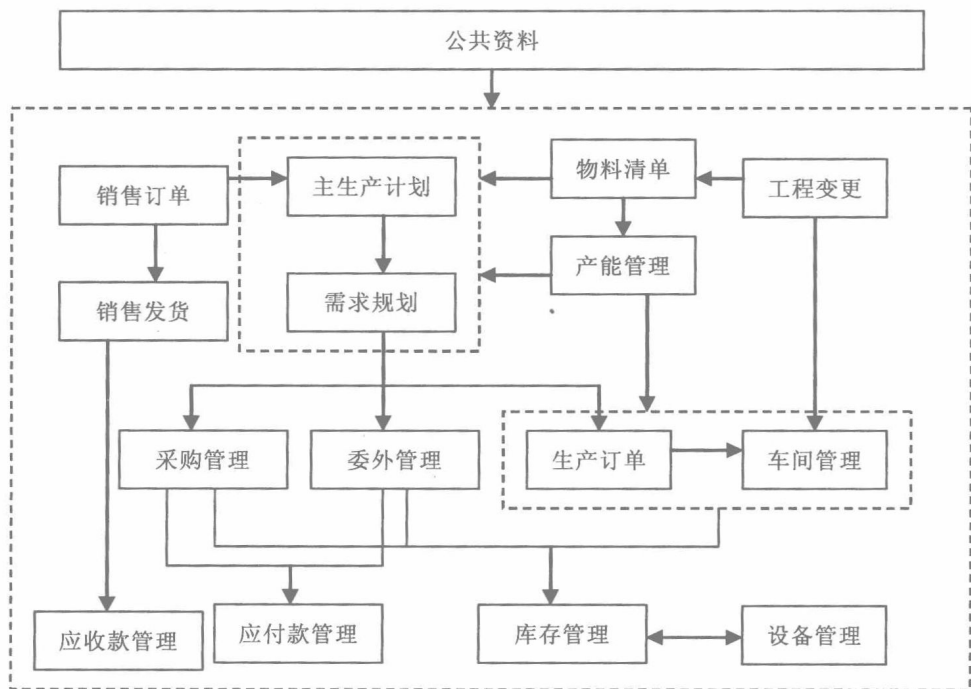 公共资料
销售订单
主生产计划
物料清单
工程变更
销售发货
需求规划
产能管理
采购管理
委外管理
生产订单
车间管理
应收款管理
应付款管理
库存管理
设备管理